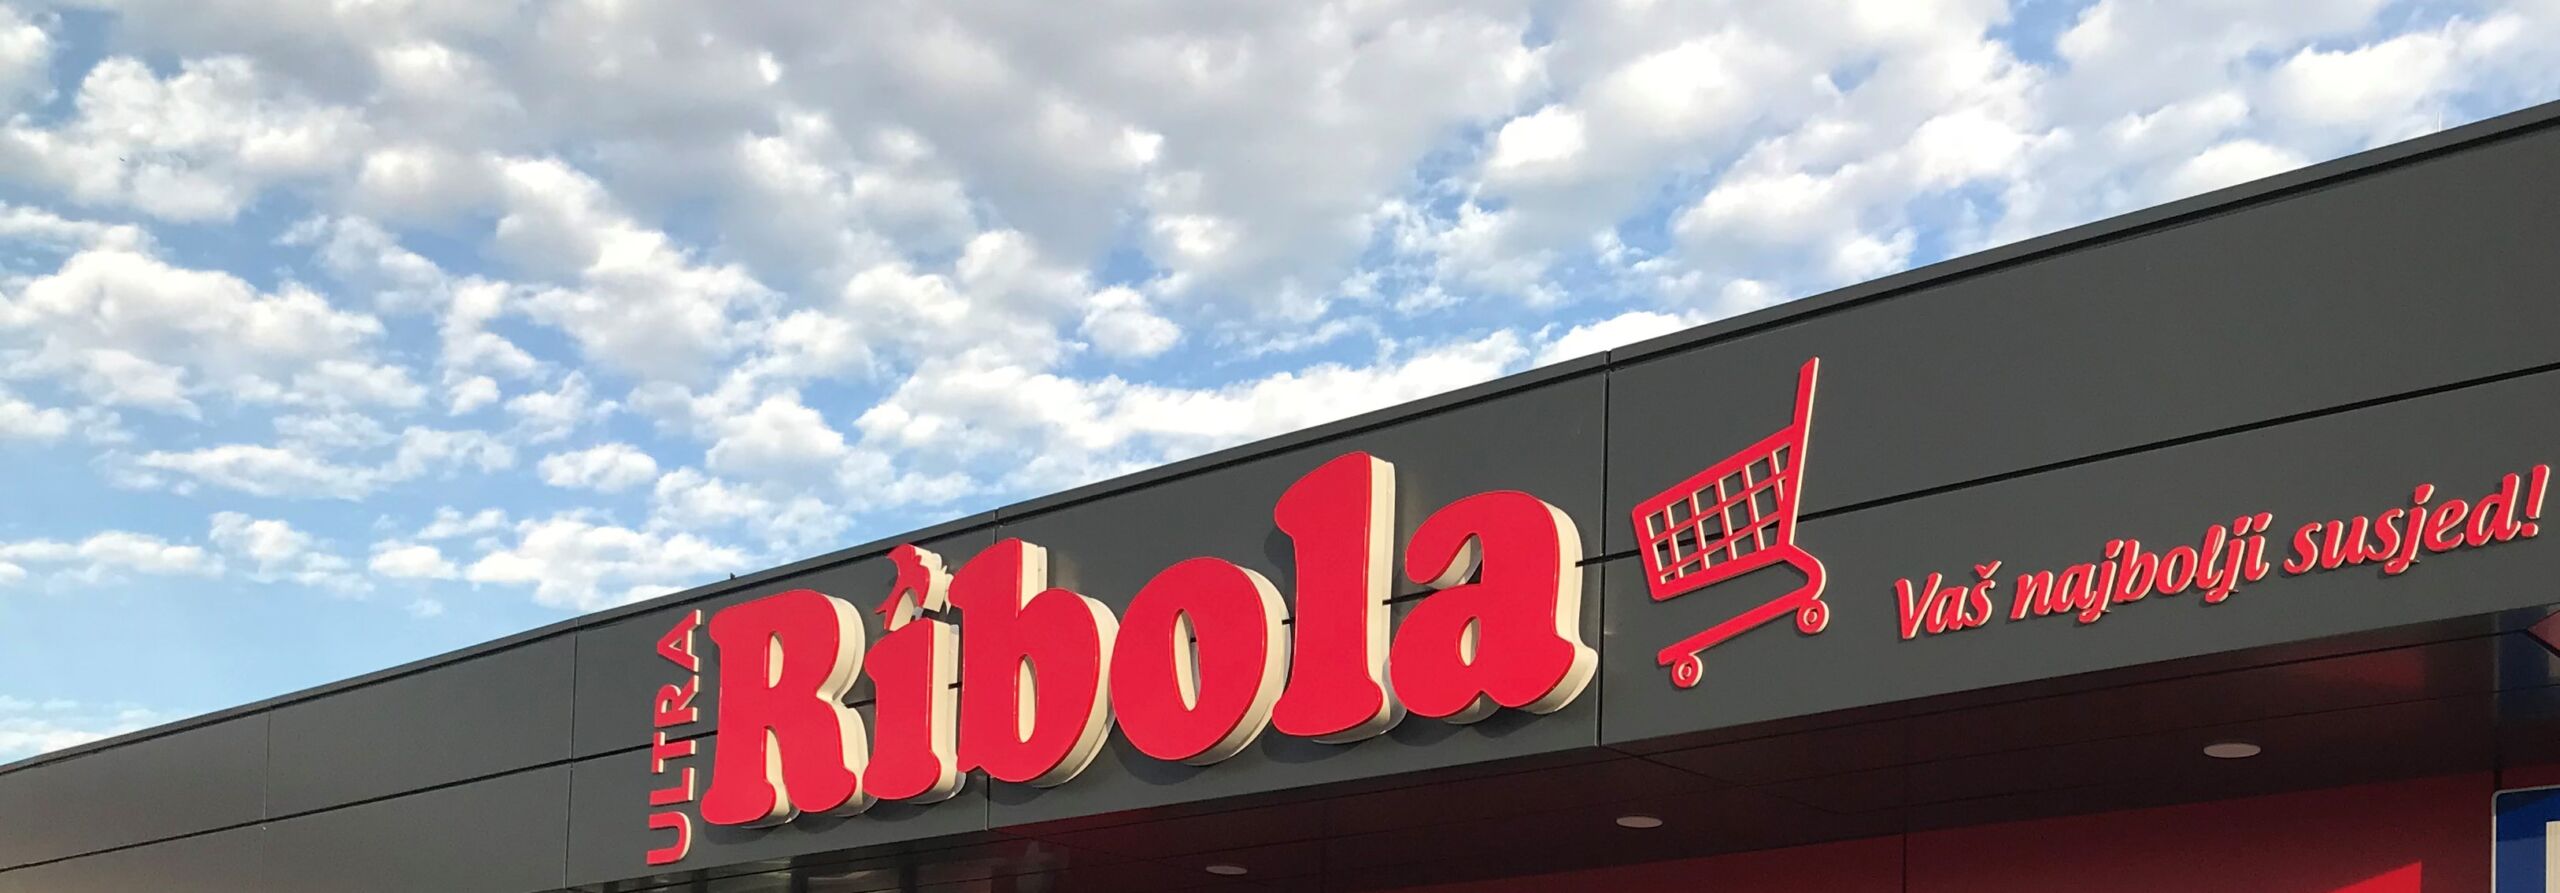 ULTRA
Ribola
Vaš najbolji susjed!